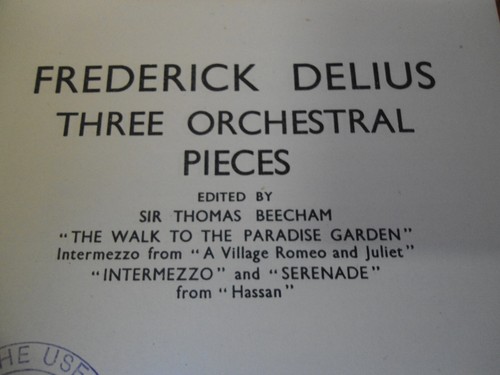 FREDERICK DELIUS
THREE ORCHESTRAL
PIECES
EDITED BY
SIR THOMAS BEECHAM
"THE WALK TO THE PARADISE GARDEN"
Intermezzo from "A Village Romeo and Juliet"
"INTERMEZZO" and "SERENADE"
from "Hassan"
HE USE